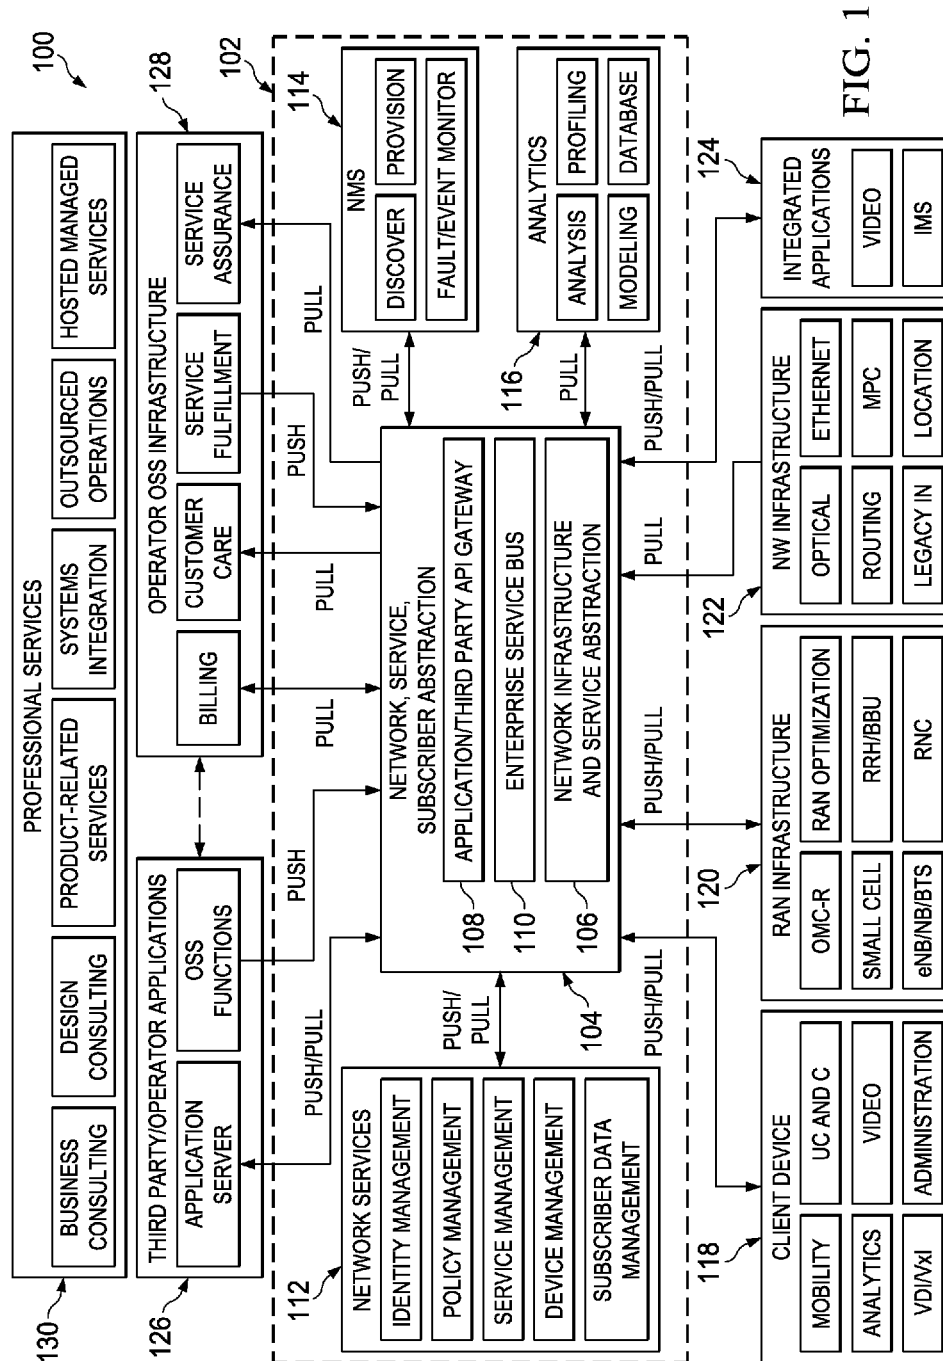 100
PROFESSIONAL SERVICES
BUSINESS
CONSULTING
DESIGN
CONSULTING
PRODUCT-RELATED
SERVICES
SYSTEMS
INTEGRATION
OUTSOURCED
OPERATIONS
HOSTED MANAGED
SERVICES
130
THIRD PARTY/OPERATOR APPLICATIONS
APPLICATION
SERVER
OSS
FUNCTIONS
126
OPERATOR OSS INFRASTRUCTURE
BILLING
CUSTOMER
CARE
SERVICE
FULFILLMENT
SERVICE
ASSURANCE
128
102
PUSH/PULL
PUSH
PULL
PULL
PUSH
PULL
112
NETWORK SERVICES
IDENTITY MANAGEMENT
POLICY MANAGEMENT
SERVICE MANAGEMENT
DEVICE MANAGEMENT
SUBSCRIBER DATA
MANAGEMENT
PUSH/
PULL
NETWORK, SERVICE,
SUBSCRIBER ABSTRACTION
APPLICATION/THIRD PARTY API GATEWAY
108
ENTERPRISE SERVICE BUS
110
NETWORK INFRASTRUCTURE
AND SERVICE ABSTRACTION
106
104
PUSH/
PULL
NMS
114
DISCOVER
PROVISION
FAULT/EVENT MONITOR
PULL
116
ANALYTICS
ANALYSIS
PROFILING
MODELING
DATABASE
PUSH/PULL
PUSH/PULL
PULL
PUSH/PULL
118
CLIENT DEVICE
MOBILITY
UC AND C
ANALYTICS
VIDEO
VDI/VxI
ADMINISTRATION
120
RAN INFRASTRUCTURE
OMC-R
RAN OPTIMIZATION
SMALL CELL
RRH/BBU
eNB/NB/BTS
RNC
122
NW INFRASTRUCTURE
OPTICAL
ETHERNET
ROUTING
MPC
LEGACY IN
LOCATION
124
INTEGRATED
APPLICATIONS
VIDEO
IMS
FIG. 1